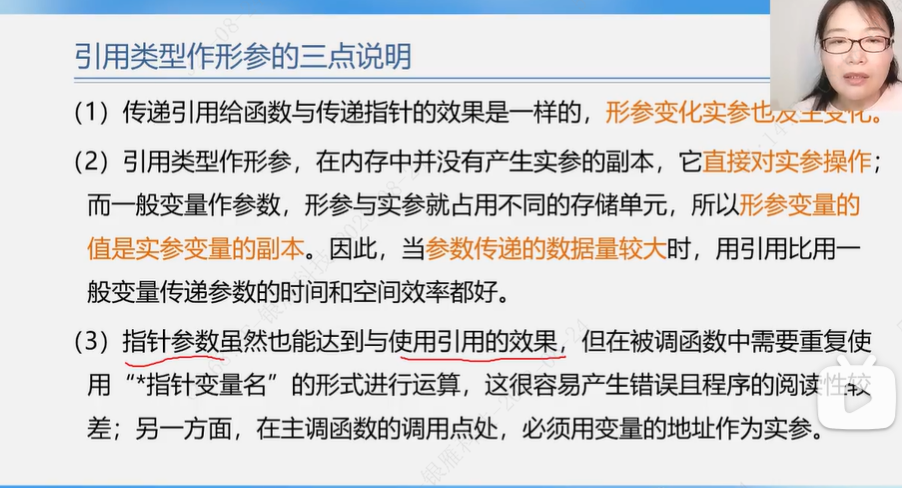 引用类型作形参的三点说明
（1）传递引用给函数与传递指针的效果是一样的，形参变化实参也发生变化。
（2）引用类型作形参，在内存中并没有产生实参的副本，它直接对实参操作；
而一般变量作参数，形参与实参就占用不同的存储单元，所以形参变量的
值是实参变量的副本。因此，当参数传递的数据量较大时，用引用比用一
般变量传递参数的时间和空间效率都好。
（3）指针参数虽然也能达到与使用引用的效果，但在被调函数中需要重复使
用“*指针变量名”的形式进行运算，这很容易产生错误且程序的阅读性较
差；另一方面，在主调函数的调用点处，必须用变量的地址作为实参。